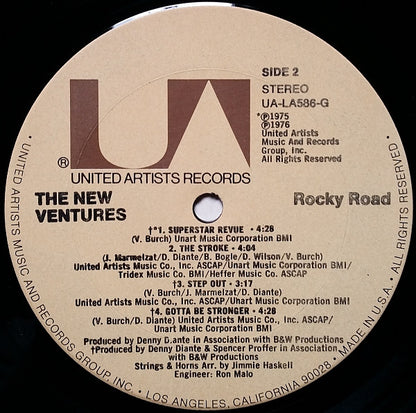 UA
®
UNITED ARTISTS RECORDS
SIDE 2
STEREO
UA-LA586-G
*℗1975
℗1976
United Artists
Music And Records
Group, Inc.
All Rights Reserved
THE NEW
VENTURES
Rocky Road
†*1. SUPERSTAR REVUE • 4:28
(V. Burch) Unart Music Corporation BMI
2. THE STROKE • 4:04
(J. Marmelzat/D. Diante/B. Bogle/D. Wilson/V. Burch)
United Artists Music Co., Inc. ASCAP/Unart Music Corporation BMI/
Tridex Music Co. BMI/Heffer Music Co. ASCAP
†3. STEP OUT • 3:17
(V. Burch/J. Marmelzat/D. Diante)
United Artists Music Co., Inc. ASCAP/Unart Music Corporation BMI
†4. GOTTA BE STRONGER • 4:28
(V. Burch/D. Diante) United Artists Music Co., Inc. ASCAP/
Unart Music Corporation BMI
Produced by Denny Diante in Association with B&W Productions
†Produced by Denny Diante & Spencer Proffer in Association
with B&W Productions
Strings & Horns Arr. by Jimmie Haskell
Engineer: Ron Malo
• UNITED ARTISTS MUSIC AND RECORDS GROUP, INC. • LOS ANGELES, CALIFORNIA 90028 • MADE IN U.S.A. • ALL RIGHTS RESERVED •